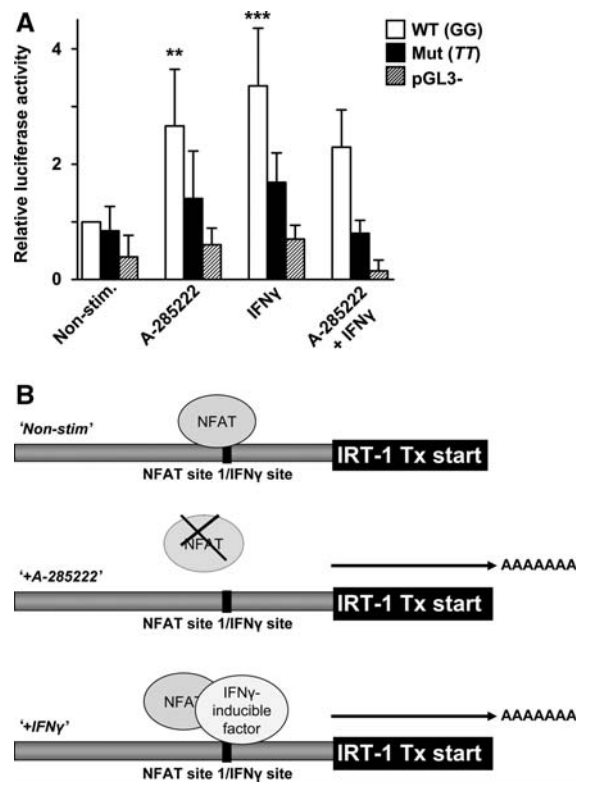 A
***
WT (GG)
Mut (TT)
pGL3-
Relative luciferase activity
4
**
2
0
Non-stim.
A-285222
IFNγ
A-285222
+ IFNγ
B
'Non-stim'
NFAT
IRT-1 Tx start
NFAT site 1/IFNγ site
NFAT
'+A-285222'
AAAAAAA
IRT-1 Tx start
NFAT site 1/IFNγ site
'+IFNγ'
NFAT
IFNγ-
inducible
factor
AAAAAAA
IRT-1 Tx start
NFAT site 1/IFNγ site